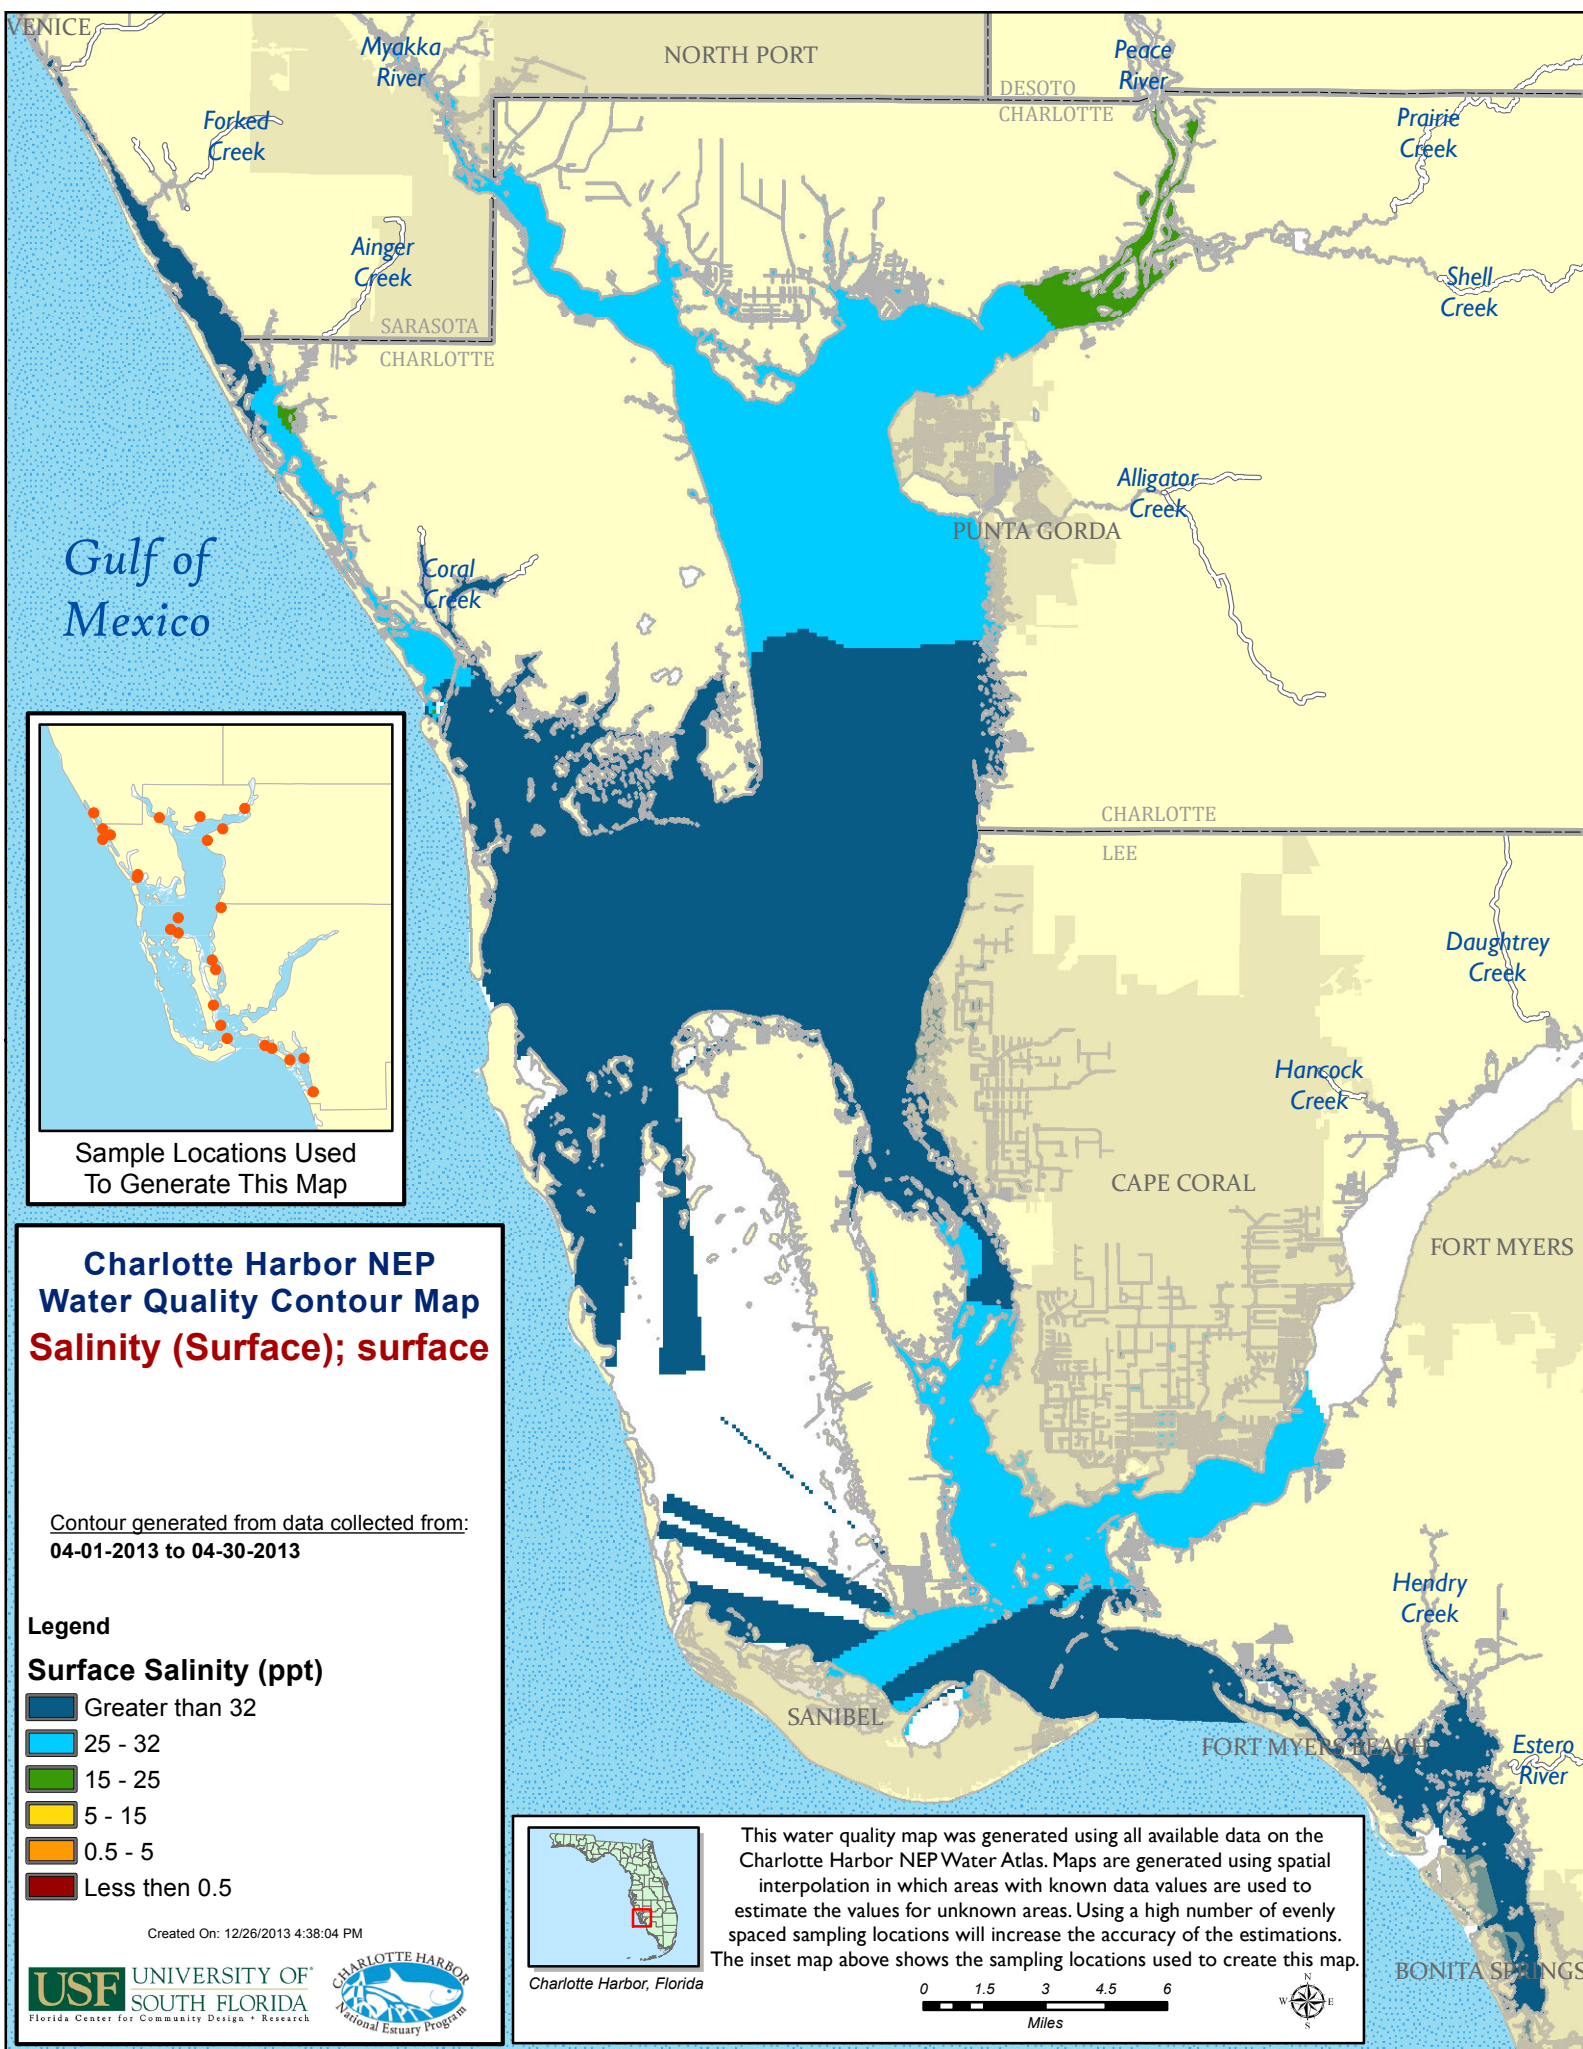 VENICE
Myakka
River
NORTH PORT
Peace
River
DESOTO
CHARLOTTE
Forked
Creek
Prairie
Creek
Ainger
Creek
Shell
Creek
SARASOTA
CHARLOTTE
Alligator
Creek
PUNTA GORDA
Gulf of
Mexico
Coral
Creek
CHARLOTTE
LEE
Daughtrey
Creek
Hancock
Creek
CAPE CORAL
FORT MYERS
Sample Locations Used
To Generate This Map
Charlotte Harbor NEP
Water Quality Contour Map
Salinity (Surface); surface
Contour generated from data collected from:
04-01-2013 to 04-30-2013
Legend
Surface Salinity (ppt)
Greater than 32
25 - 32
15 - 25
5 - 15
0.5 - 5
Less then 0.5
Created On: 12/26/2013 4:38:04 PM
USF UNIVERSITY OF
SOUTH FLORIDA
Florida Center for Community Design + Research
CHARLOTTE HARBOR
National Estuary Program
Hendry
Creek
SANIBEL
FORT MYERS BEACH
Estero
River
BONITA SPRINGS
This water quality map was generated using all available data on the
Charlotte Harbor NEP Water Atlas. Maps are generated using spatial
interpolation in which areas with known data values are used to
estimate the values for unknown areas. Using a high number of evenly
spaced sampling locations will increase the accuracy of the estimations.
The inset map above shows the sampling locations used to create this map.
Charlotte Harbor, Florida
0 1.5 3 4.5 6
Miles
N
W E
S